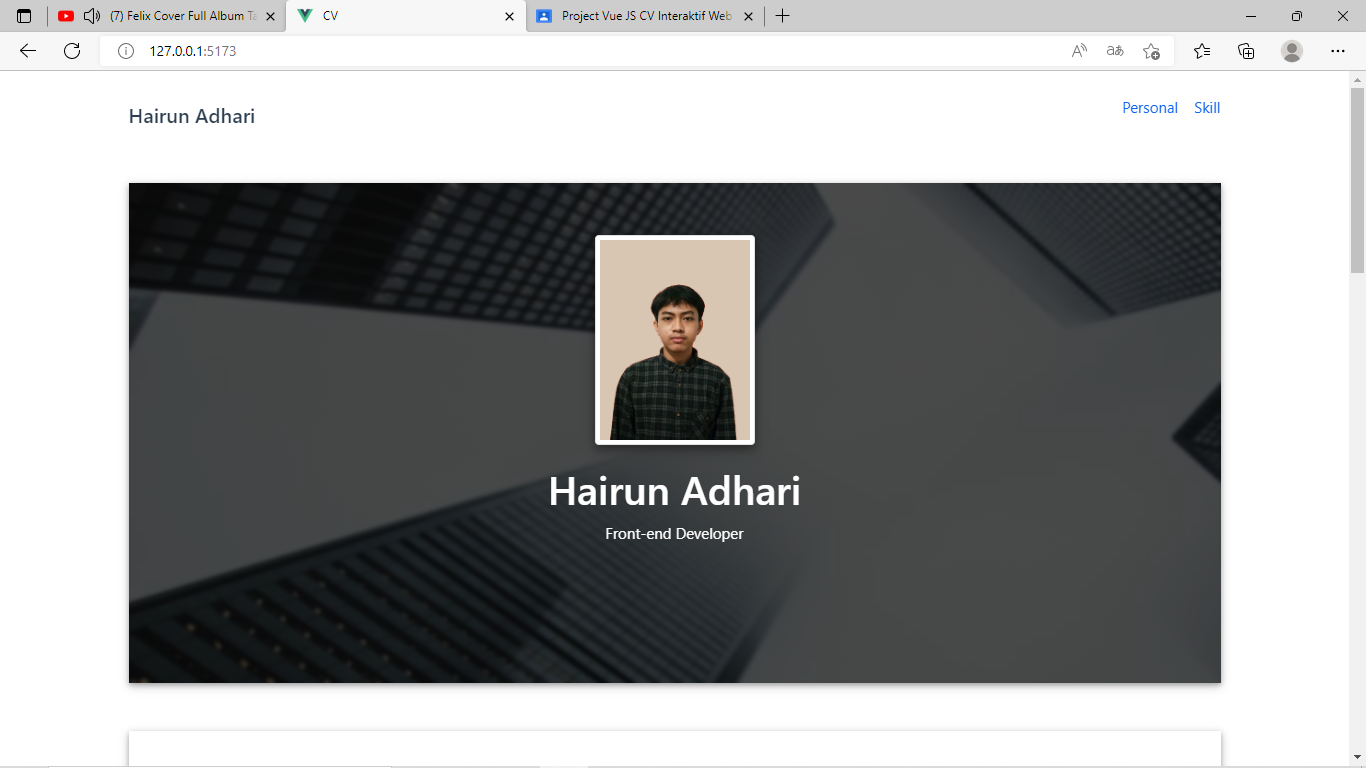 (7) Felix Cover Full Album Ta
CV
Project Vue JS CV Interaktif Web
127.0.0.1:5173
Hairun Adhari
Personal
Skill
Hairun Adhari
Front-end Developer